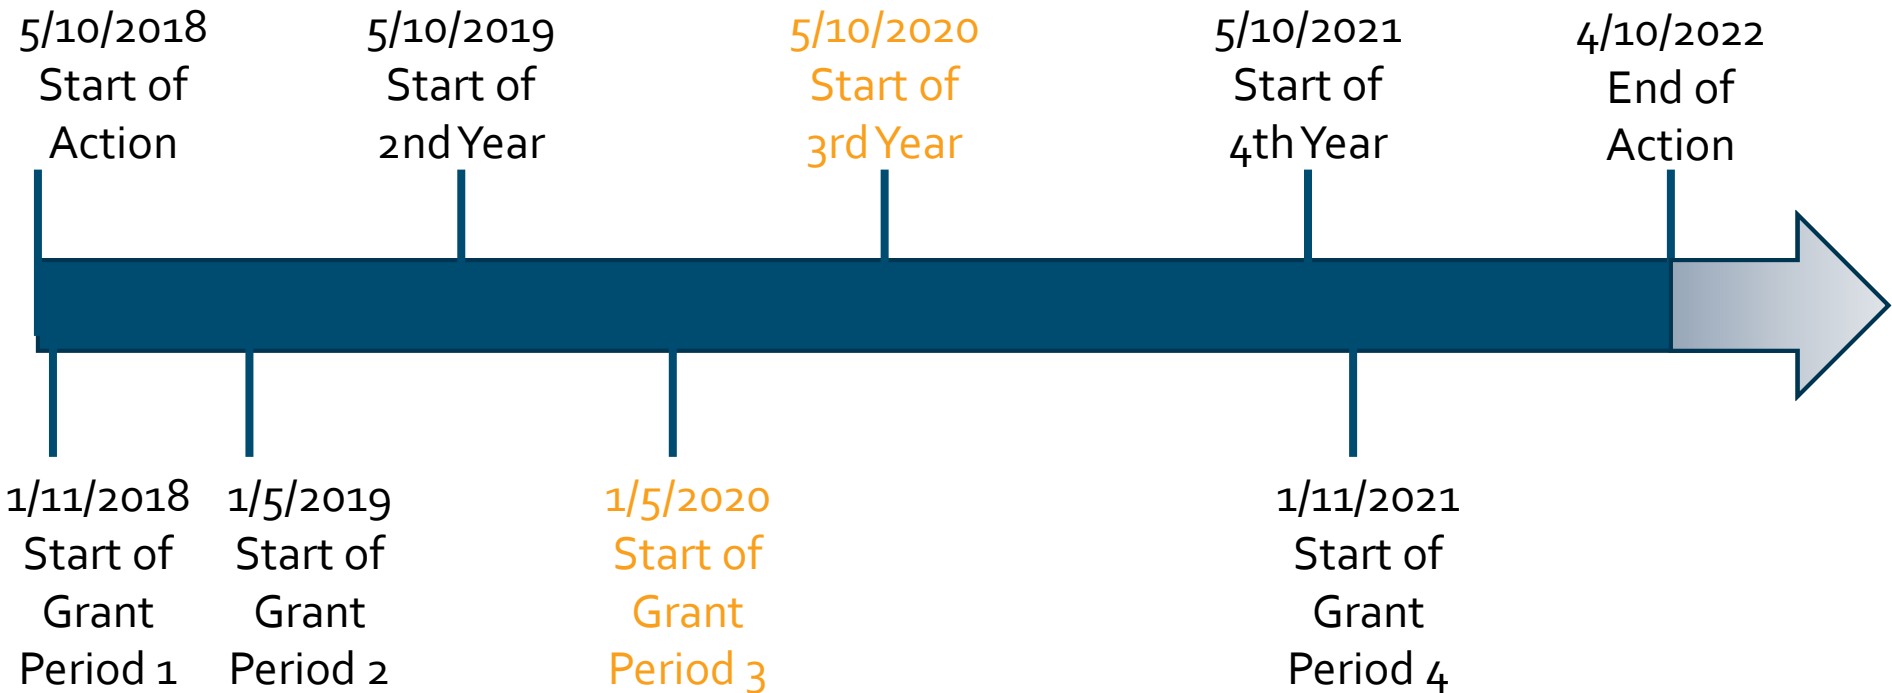 5/10/2018
Start of
Action
5/10/2019
Start of
2nd Year
5/10/2020
Start of
3rd Year
5/10/2021
Start of
4th Year
4/10/2022
End of
Action
1/11/2018
Start of
Grant
Period 1
1/5/2019
Start of
Grant
Period 2
1/5/2020
Start of
Grant
Period 3
1/11/2021
Start of
Grant
Period 4